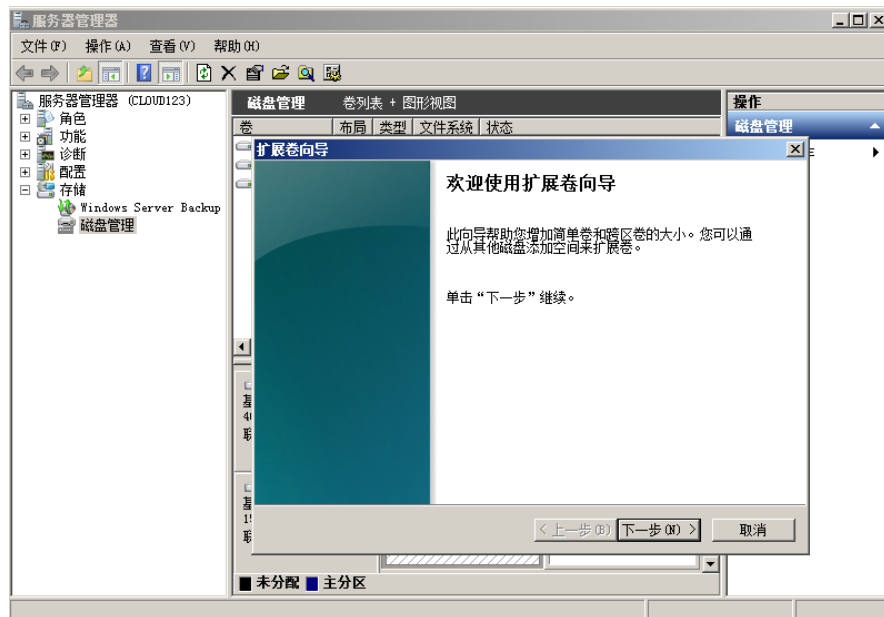 服务器管理器
文件(F) 操作(A) 查看(V) 帮助(H)
服务器管理器 (CLOUD123)
角色
功能
诊断
配置
存储
Windows Server Backup
磁盘管理
磁盘管理 卷列表 + 图形视图
卷 布局 类型 文件系统 状态
操作
磁盘管理
扩展卷向导
欢迎使用扩展卷向导
此向导帮助您增加简单卷和跨区卷的大小。您可以通
过从其他磁盘添加空间来扩展卷。
单击“下一步”继续。
< 上一步(B) 下一步(N) > 取消
未分配 主分区